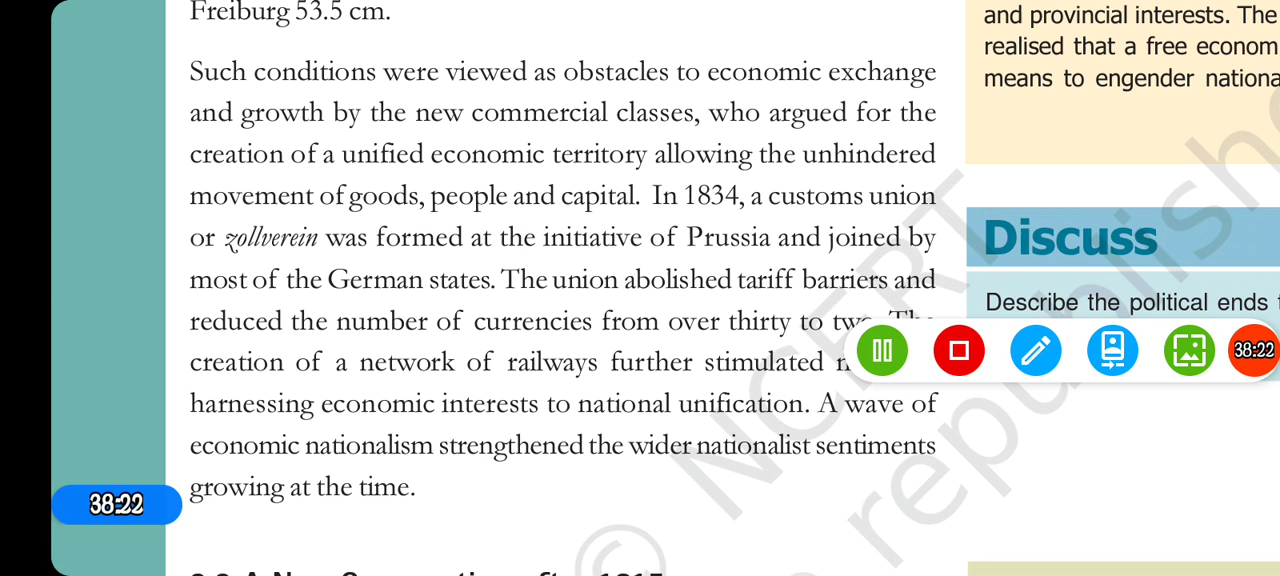 Freiburg 53.5 cm.
Such conditions were viewed as obstacles to economic exchange
and growth by the new commercial classes, who argued for the
creation of a unified economic territory allowing the unhindered
movement of goods, people and capital. In 1834, a customs union
or zollverein was formed at the initiative of Prussia and joined by
most of the German states. The union abolished tariff barriers and
reduced the number of currencies from over thirty to two. The
creation of a network of railways further stimulated
harnessing economic interests to national unification. A wave of
economic nationalism strengthened the wider nationalist sentiments
growing at the time.
and provincial interests. The
realised that a free econom
means to engender nationa
Discuss
Describe the political ends
38:22
38:22
© NCERT
republishe